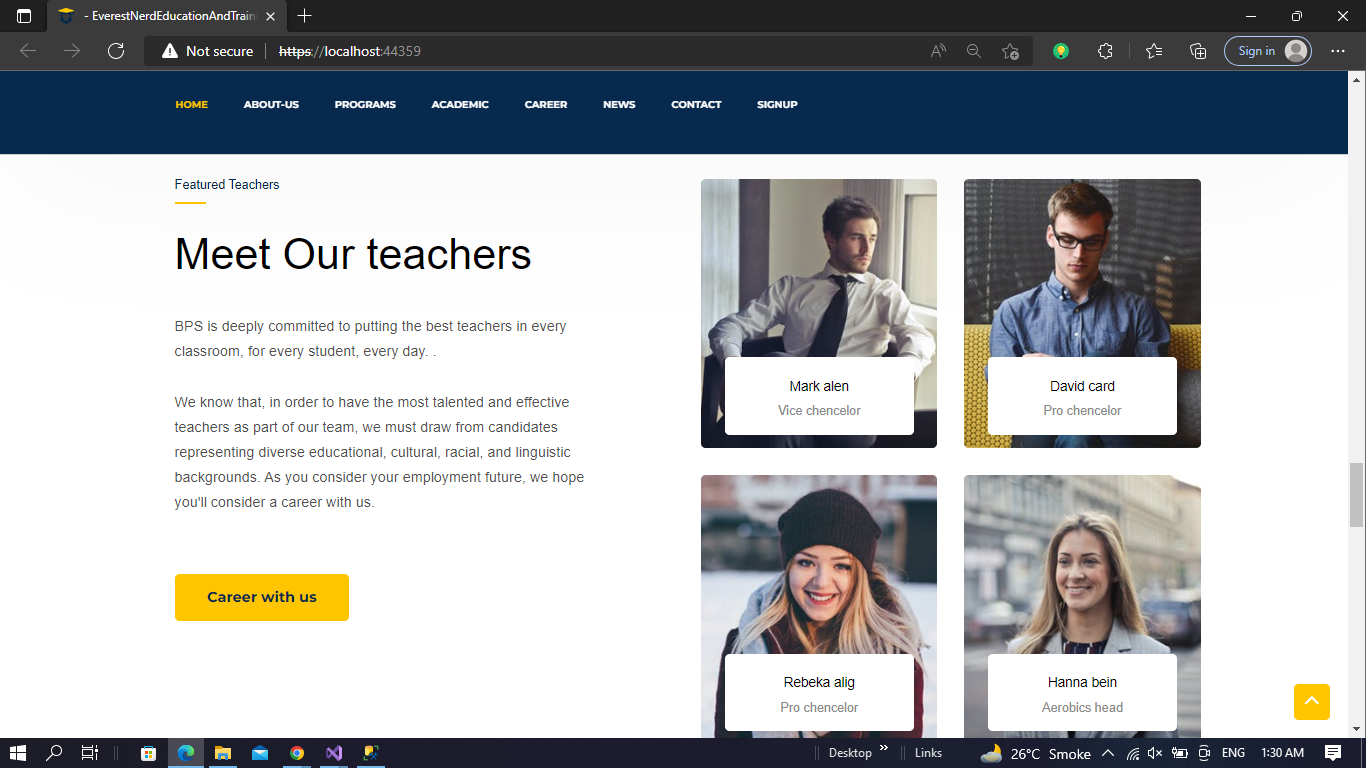 - EverestNerdEducationAndTraini
Not secure
https://localhost:44359
Sign in
HOME ABOUT-US PROGRAMS ACADEMIC CAREER NEWS CONTACT SIGNUP
Featured Teachers
Meet Our teachers
BPS is deeply committed to putting the best teachers in every
classroom, for every student, every day. .
We know that, in order to have the most talented and effective
teachers as part of our team, we must draw from candidates
representing diverse educational, cultural, racial, and linguistic
backgrounds. As you consider your employment future, we hope
you'll consider a career with us.
Career with us
Mark alen
Vice chencelor
David card
Pro chencelor
Rebeka alig
Pro chencelor
Hanna bein
Aerobics head
Desktop
Links
26°C Smoke
ENG
1:30 AM